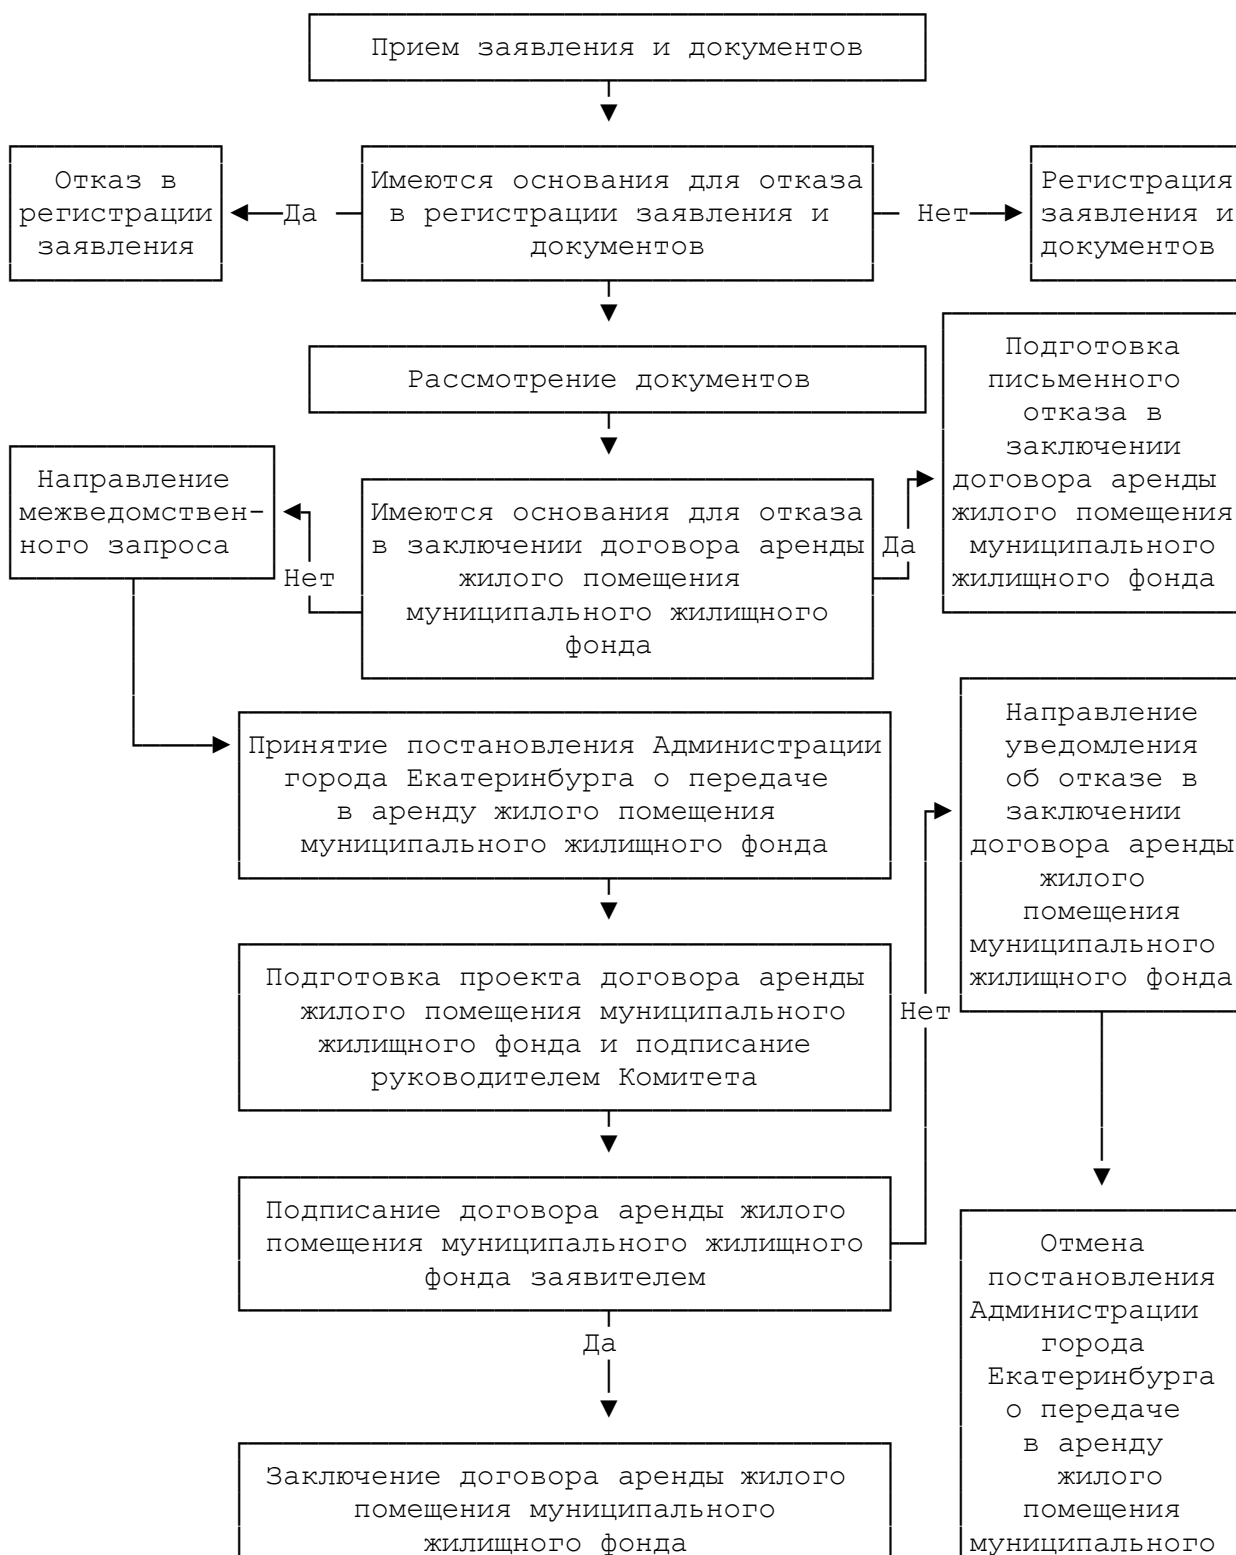 Прием заявления и документов
Отказ в
регистрации
заявления
Да
Имеются основания для отказа
в регистрации заявления и
документов
Нет
Регистрация
заявления и
документов
Рассмотрение документов
Подготовка
письменного
отказа в
заключении
договора аренды
жилого помещения
муниципального
жилищного фонда
Направление
межведомствен-
ного запроса
Нет
Имеются основания для отказа
в заключении договора аренды
жилого помещения
муниципального жилищного
фонда
Да
Принятие постановления Администрации
города Екатеринбурга о передаче
в аренду жилого помещения
муниципального жилищного фонда
Направление
уведомления
об отказе в
заключении
договора аренды
жилого
помещения
муниципального
жилищного фонда
Подготовка проекта договора аренды
жилого помещения муниципального
жилищного фонда и подписание
руководителем Комитета
Нет
Подписание договора аренды жилого
помещения муниципального жилищного
фонда заявителем
Да
Отмена
постановления
Администрации
города
Екатеринбурга
о передаче
в аренду
жилого
помещения
муниципального
Заключение договора аренды жилого
помещения муниципального
жилищного фонда